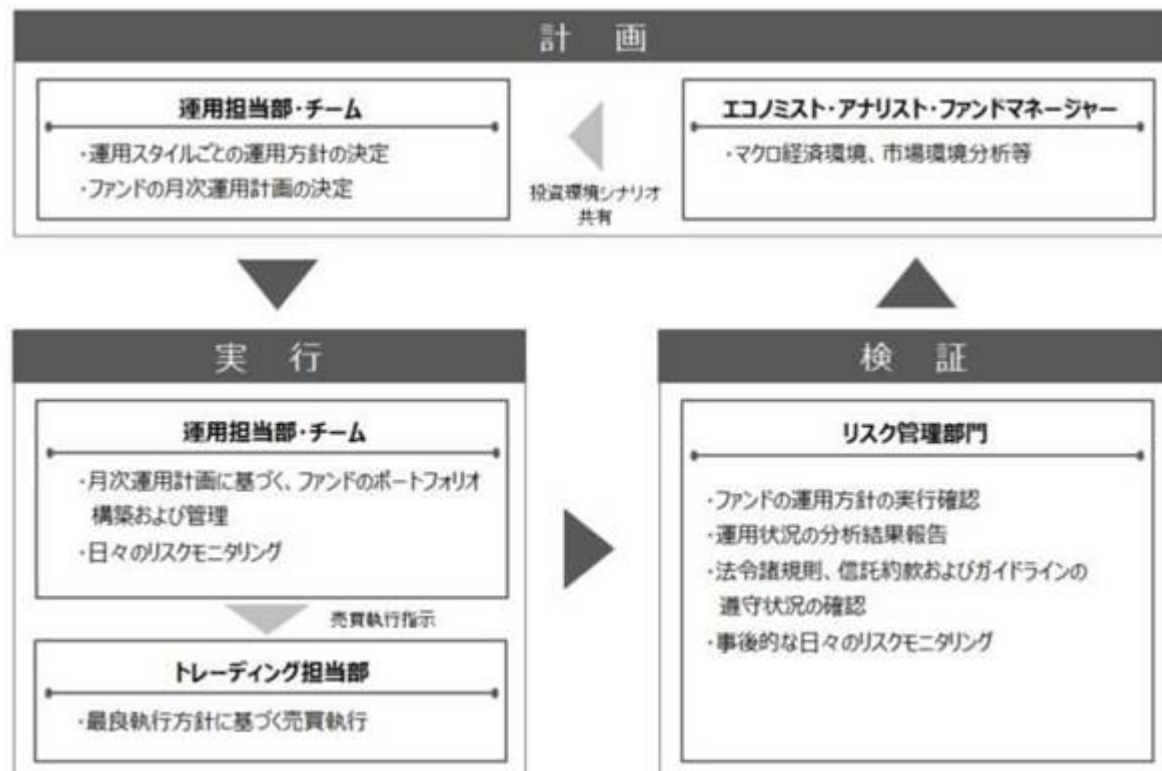 計 画
運用担当部・チーム
・運用スタイルごとの運用方針の決定
・ファンドの月次運用計画の決定
投資環境シナリオ
共有
エコノミスト・アナリスト・ファンドマネージャー
・マクロ経済環境、市場環境分析等
実 行
運用担当部・チーム
・月次運用計画に基づく、ファンドのポートフォリオ
構築および管理
・日々のリスクモニタリング
売買執行指示
トレーディング担当部
・最良執行方針に基づく売買執行
検 証
リスク管理部門
・ファンドの運用方針の実行確認
・運用状況の分析結果報告
・法令諸規則、信託約款およびガイドラインの
遵守状況の確認
・事後的な日々のリスクモニタリング